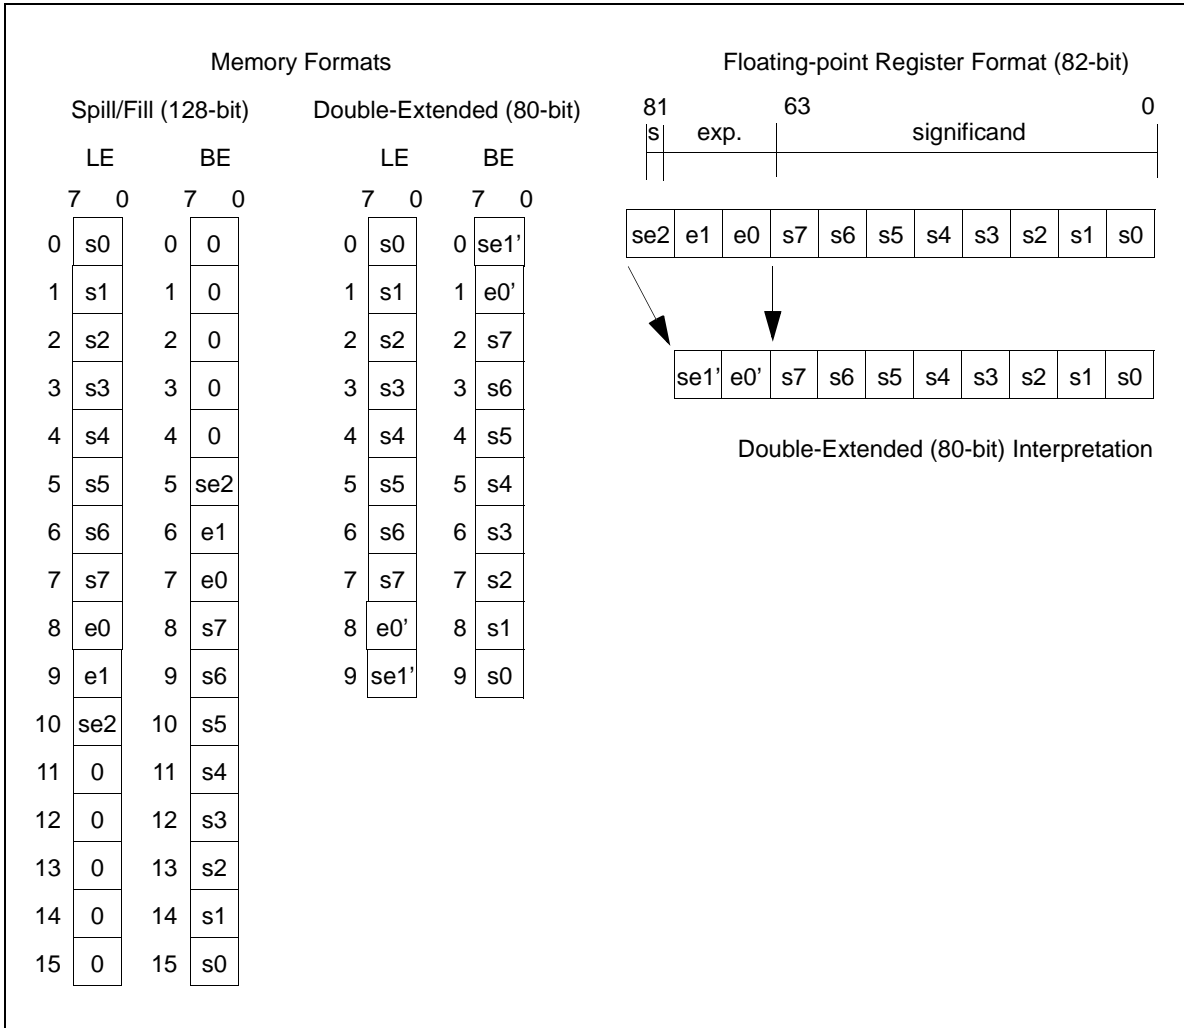 Memory Formats
Floating-point Register Format (82-bit)
Spill/Fill (128-bit) Double-Extended (80-bit)
81 63 0
s exp. significand
LE BE LE BE
7 0 7 0 7 0 7 0
se2 e1 e0 s7 s6 s5 s4 s3 s2 s1 s0
0 s0 0 0 0 s0 0 se1’
1 s1 1 0 1 s1 1 e0’
2 s2 2 0 2 s2 2 s7
3 s3 3 0 3 s3 3 s6
se1’ e0’ s7 s6 s5 s4 s3 s2 s1 s0
4 s4 4 0 4 s4 4 s5
Double-Extended (80-bit) Interpretation
5 s5 5 se2 5 s5 5 s4
6 s6 6 e1 6 s6 6 s3
7 s7 7 e0 7 s7 7 s2
8 e0 8 s7 8 e0’ 8 s1
9 e1 9 s6 9 se1’ 9 s0
10 se2 10 s5
11 0 11 s4
12 0 12 s3
13 0 13 s2
14 0 14 s1
15 0 15 s0